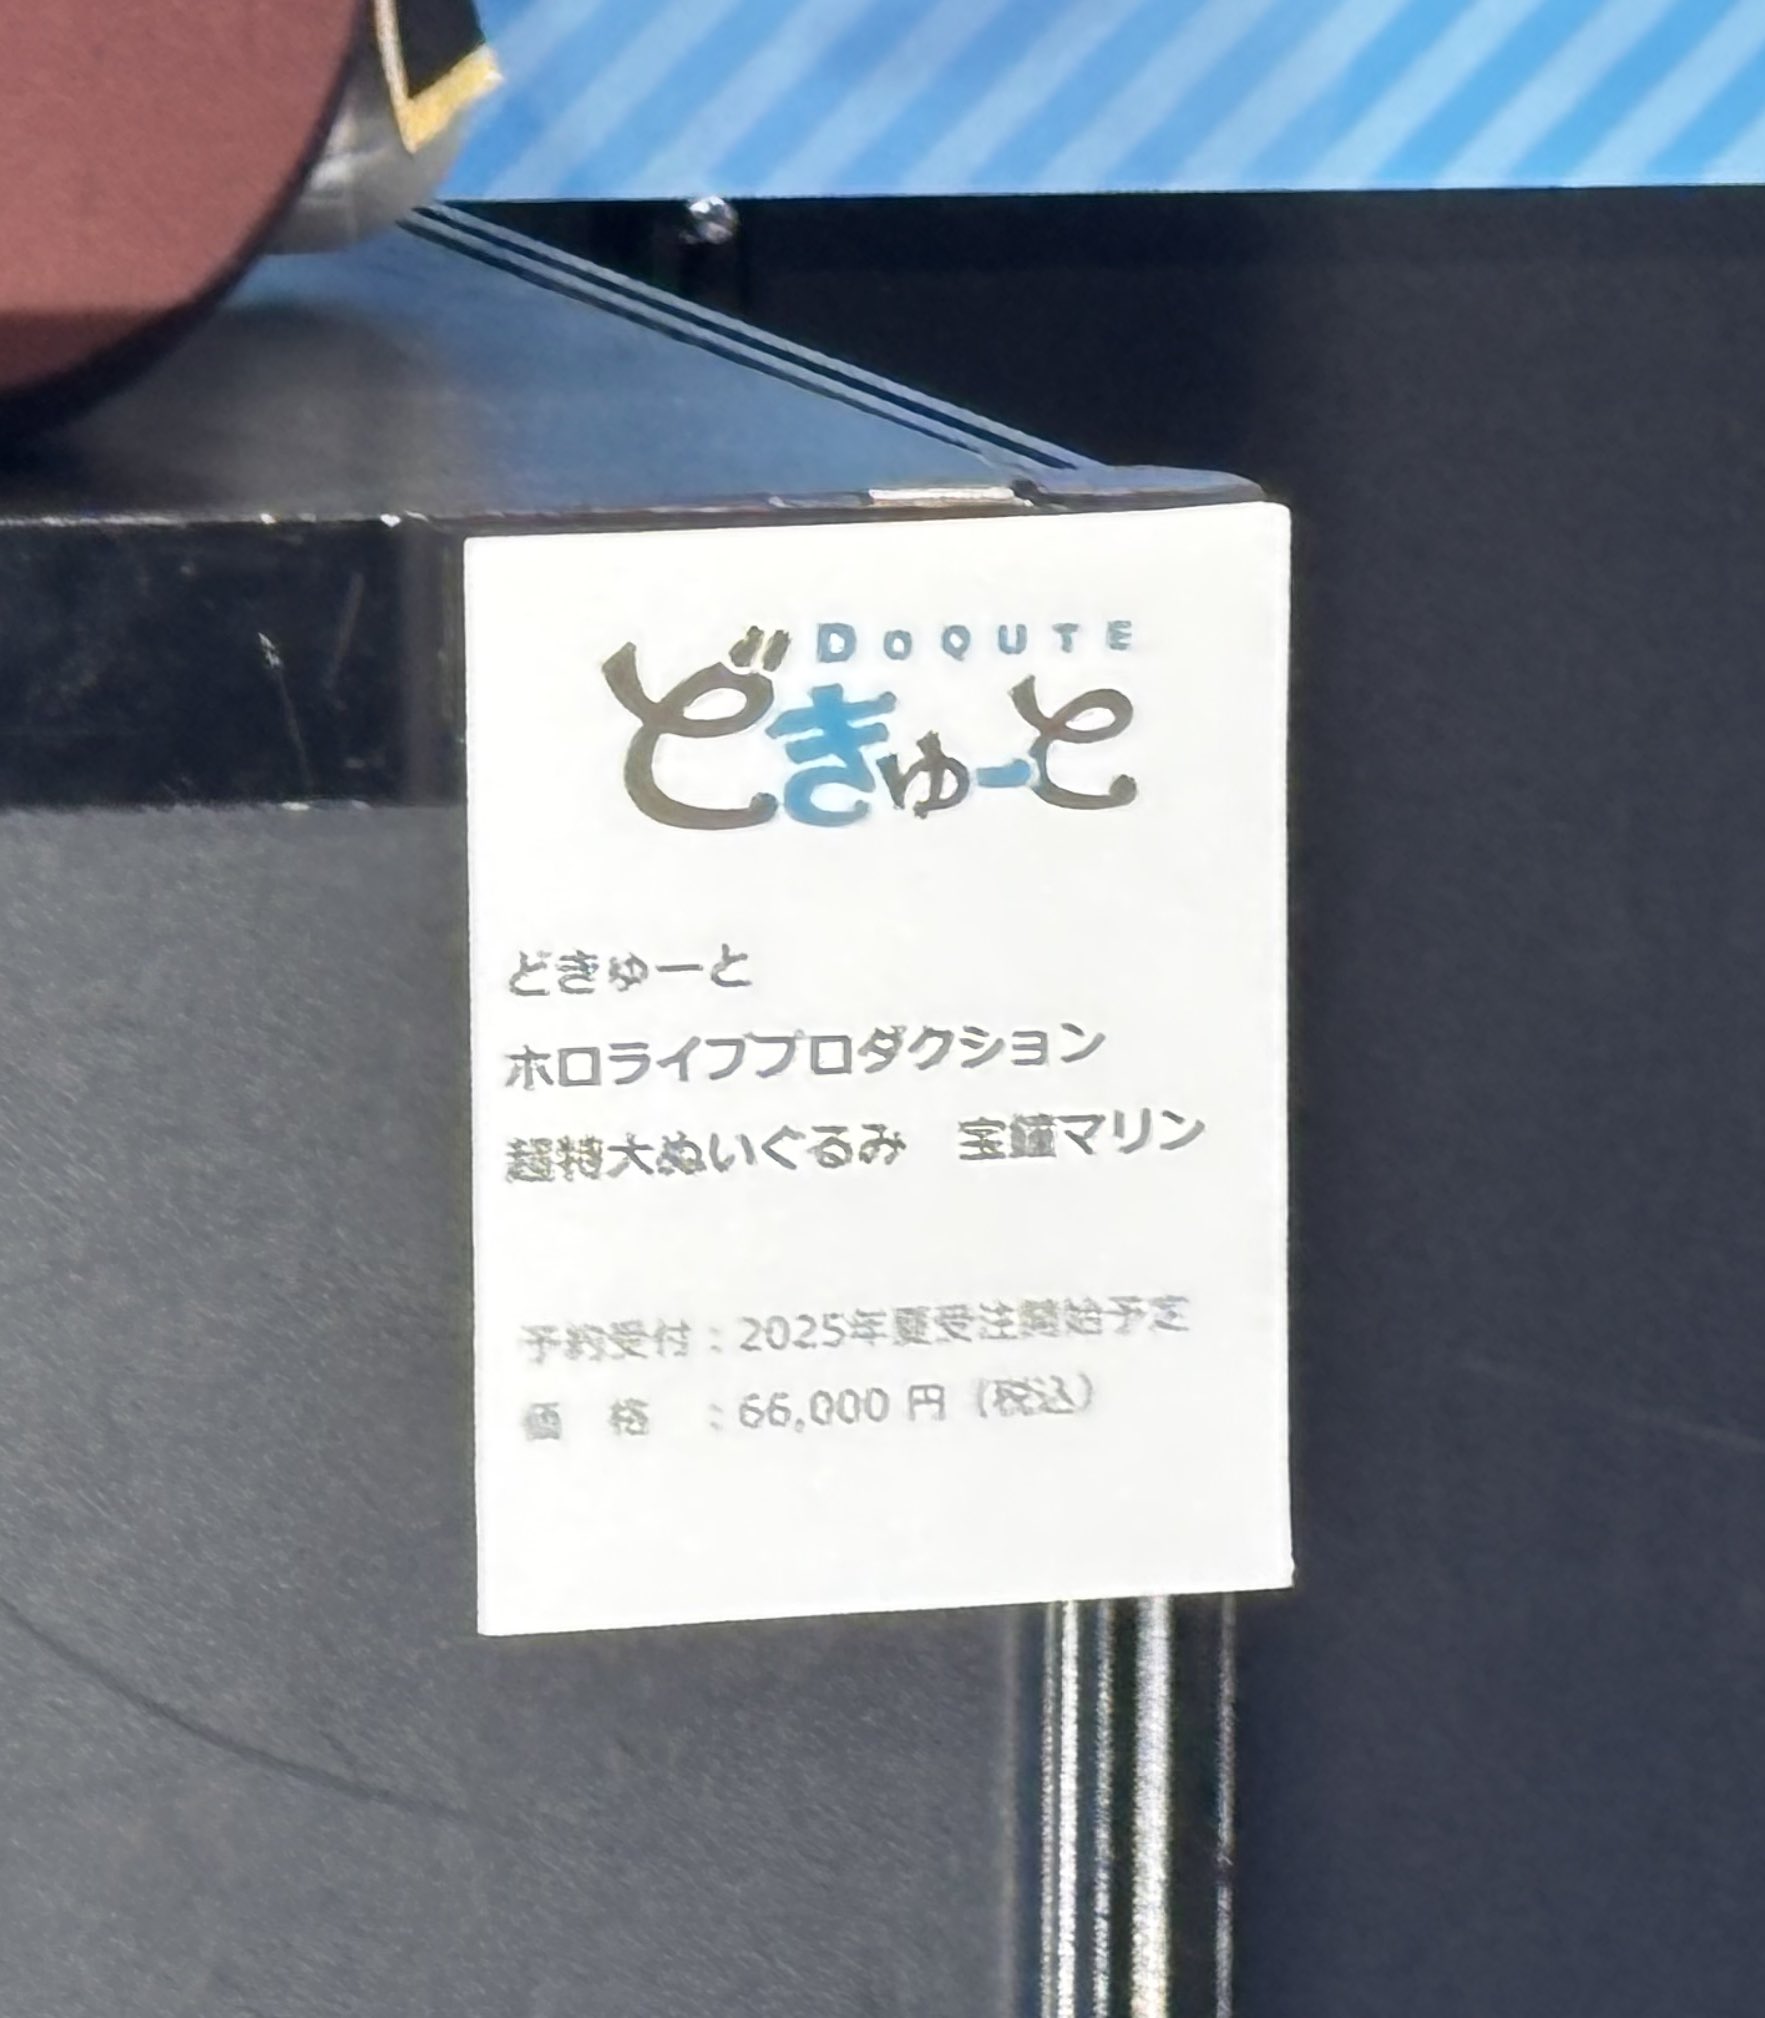 DOQUTE
どきゅーと
どきゅーと
ホロライブプロダクション
超特大ぬいぐるみ　宝鐘マリン
予約受付：2025年夏受注開始予定
価　格　：66,000 円（税込）